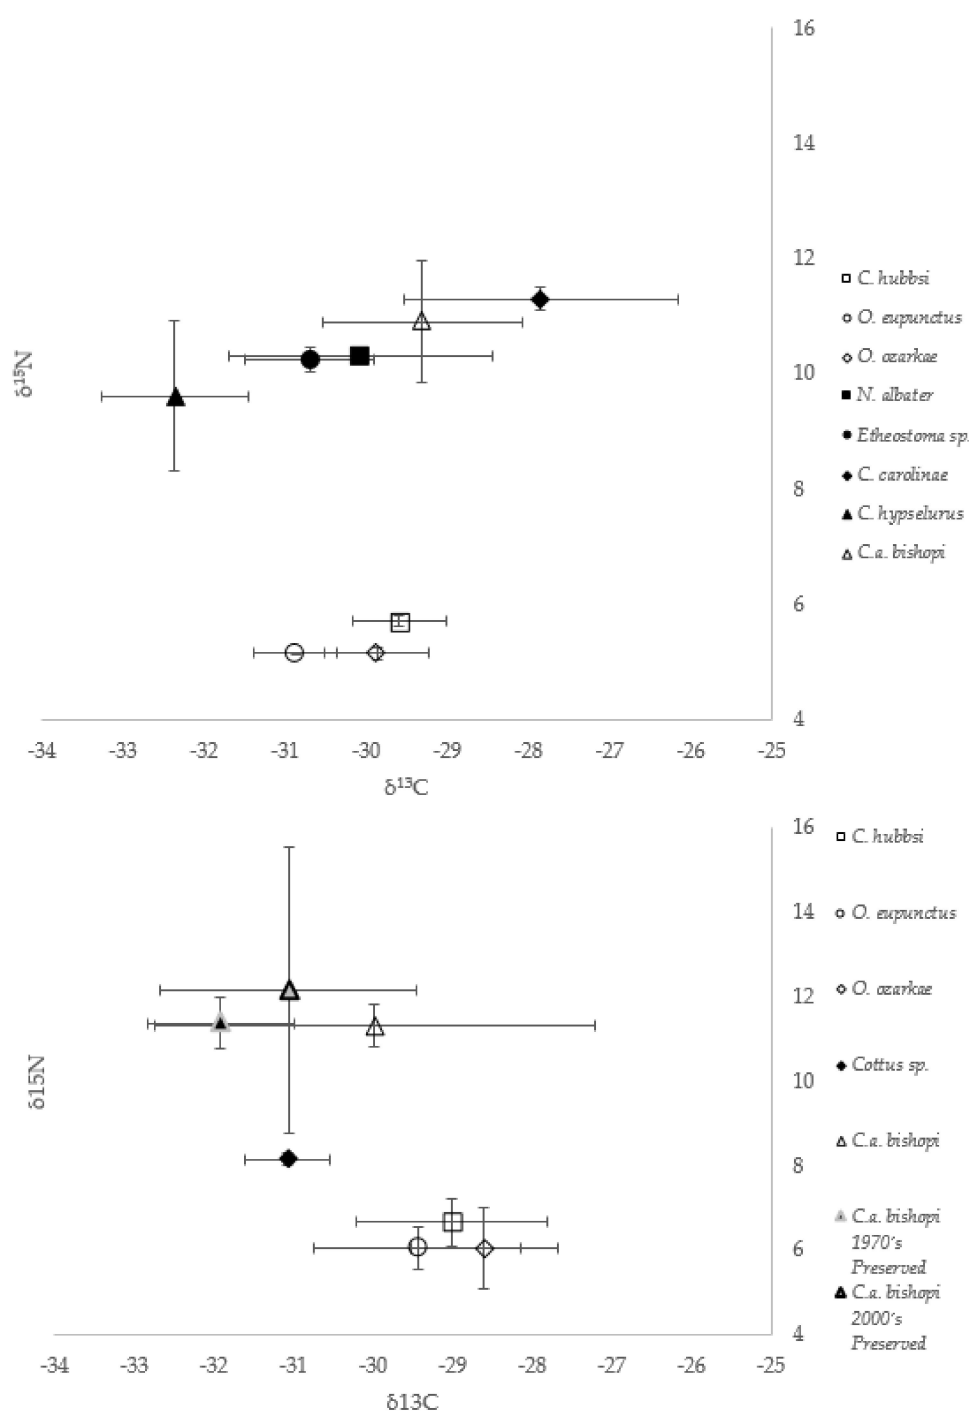 16
14
12
10
8
6
4
δ¹⁵N
-34 -33 -32 -31 -30 -29 -28 -27 -26 -25
δ¹³C
C. hubbsi
O. eupunctus
O. ozarkae
N. albater
Etheostoma sp.
C. carolinae
C. hypselurus
C.a. bishopi
16
14
12
10
8
6
4
δ15N
-34 -33 -32 -31 -30 -29 -28 -27 -26 -25
δ13C
C. hubbsi
O. eupunctus
O. ozarkae
Cottus sp.
C.a. bishopi
C.a. bishopi
1970's
Preserved
C.a. bishopi
2000's
Preserved